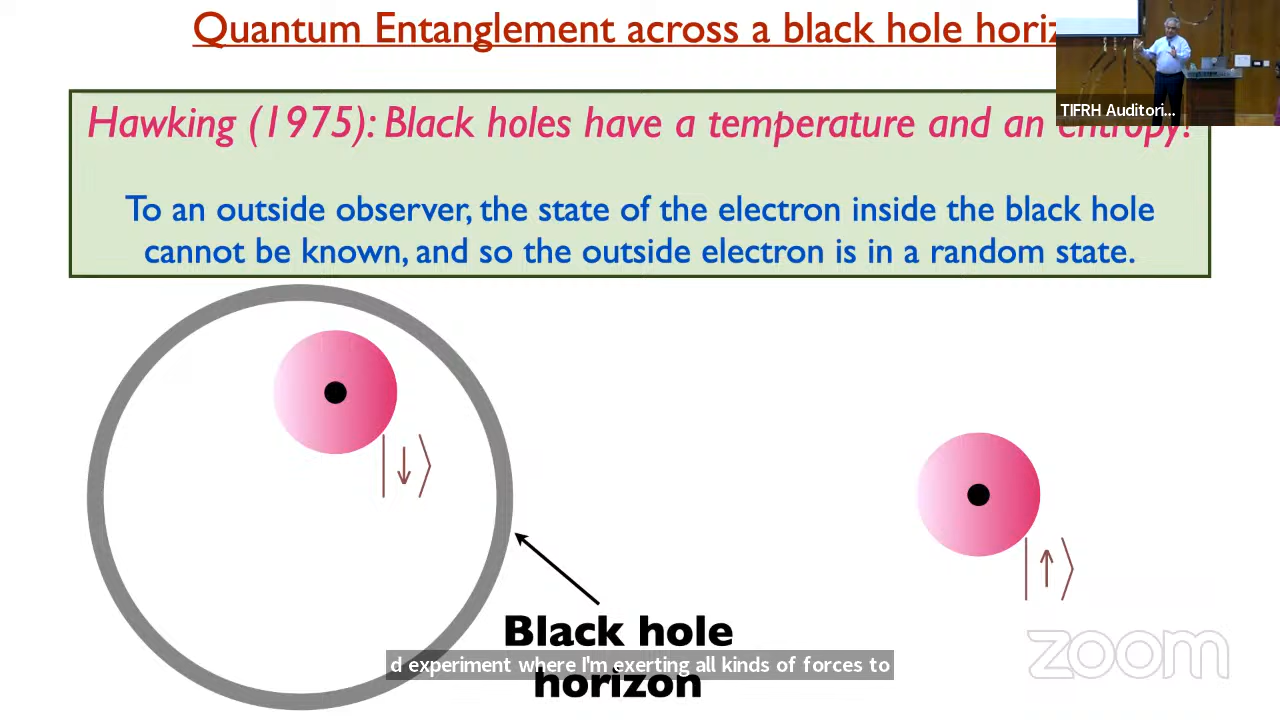 Quantum Entanglement across a black hole horiz
TIFRH Auditori...
Hawking (1975): Black holes have a temperature and an entropy!
To an outside observer, the state of the electron inside the black hole
cannot be known, and so the outside electron is in a random state.
|↓⟩
|↑⟩
Black hole
horizon
d experiment where I'm exerting all kinds of forces to
zoom